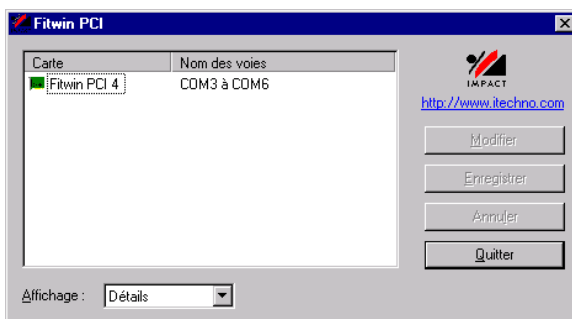 Fitwin PCI
Carte Nom des voies
Fitwin PCI 4 COM3 à COM6
IMPACT
http://www.itechno.com
Modifier
Enregistrer
Annuler
Quitter
Affichage : Détails